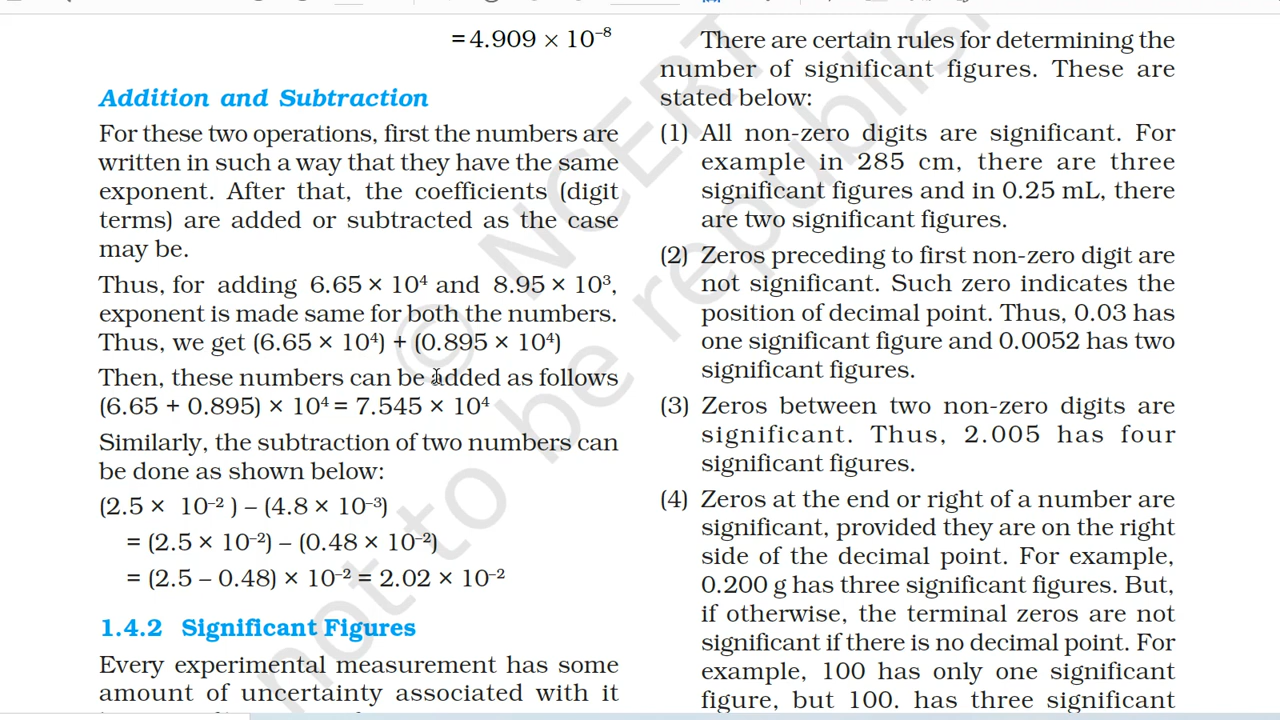 = 4.909 × 10⁻⁸
Addition and Subtraction
For these two operations, first the numbers are
written in such a way that they have the same
exponent. After that, the coefficients (digit
terms) are added or subtracted as the case
may be.
Thus, for adding 6.65 × 10⁴ and 8.95 × 10³,
exponent is made same for both the numbers.
Thus, we get (6.65 × 10⁴) + (0.895 × 10⁴)
Then, these numbers can be added as follows
(6.65 + 0.895) × 10⁴ = 7.545 × 10⁴
Similarly, the subtraction of two numbers can
be done as shown below:
(2.5 × 10⁻² ) – (4.8 × 10⁻³)
= (2.5 × 10⁻²) – (0.48 × 10⁻²)
= (2.5 – 0.48) × 10⁻² = 2.02 × 10⁻²
1.4.2 Significant Figures
Every experimental measurement has some
amount of uncertainty associated with it
There are certain rules for determining the
number of significant figures. These are
stated below:
(1) All non-zero digits are significant. For
example in 285 cm, there are three
significant figures and in 0.25 mL, there
are two significant figures.
(2) Zeros preceding to first non-zero digit are
not significant. Such zero indicates the
position of decimal point. Thus, 0.03 has
one significant figure and 0.0052 has two
significant figures.
(3) Zeros between two non-zero digits are
significant. Thus, 2.005 has four
significant figures.
(4) Zeros at the end or right of a number are
significant, provided they are on the right
side of the decimal point. For example,
0.200 g has three significant figures. But,
if otherwise, the terminal zeros are not
significant if there is no decimal point. For
example, 100 has only one significant
figure, but 100. has three significant
© NCERT
not to be republish